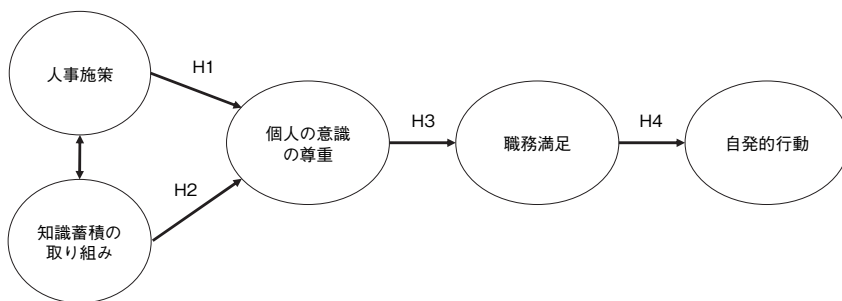 人事施策
H1
個人の意識
の尊重
H3
職務満足
H4
自発的行動
H2
知識蓄積の
取り組み